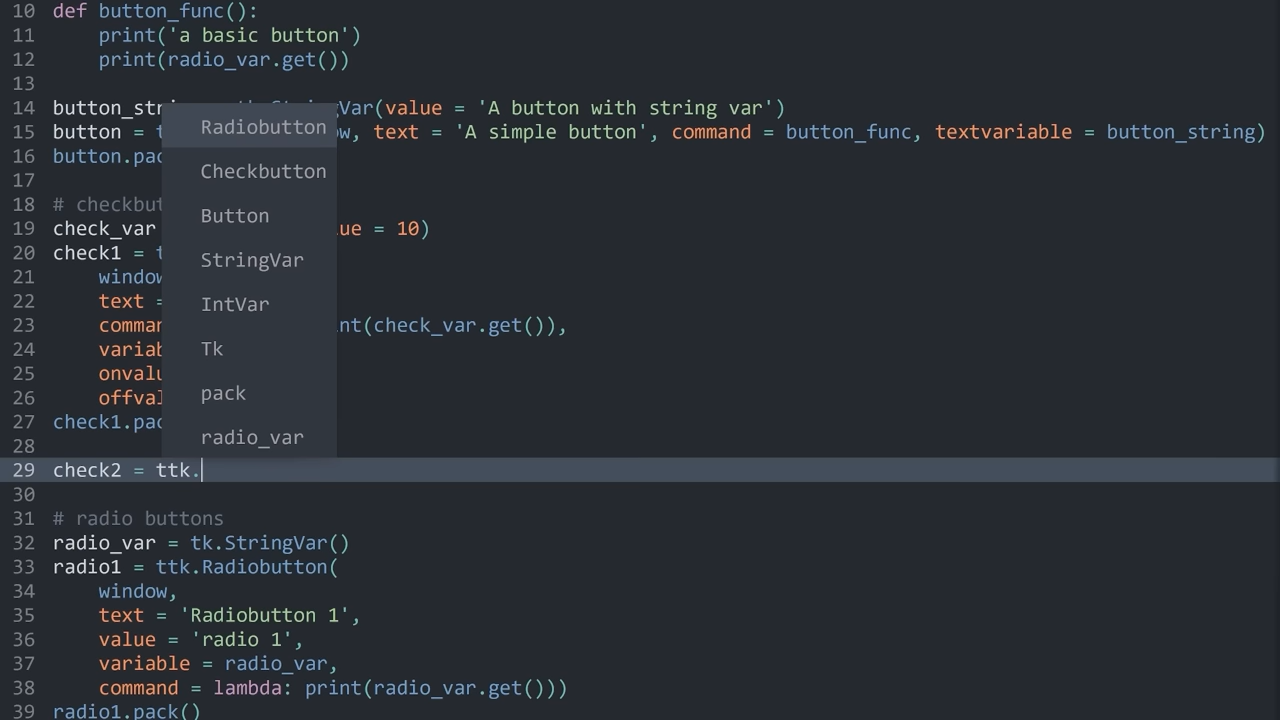 10 def button_func():
11     print('a basic button')
12     print(radio_var.get())
13
14 button_stri = tk.StringVar(value = 'A button with string var')
15 button = t w, text = 'A simple button', command = button_func, textvariable = button_string)
16 button.pac
17
18 # checkbut
19 check_var ue = 10)
20 check1 = t
21     window
22     text =
23     comman int(check_var.get()),
24     variab
25     onvalu
26     offval
27 check1.pac
28
Radiobutton
Checkbutton
Button
StringVar
IntVar
Tk
pack
radio_var
29 check2 = ttk.
30
31 # radio buttons
32 radio_var = tk.StringVar()
33 radio1 = ttk.Radiobutton(
34     window,
35     text = 'Radiobutton 1',
36     value = 'radio 1',
37     variable = radio_var,
38     command = lambda: print(radio_var.get()))
39 radio1.pack()